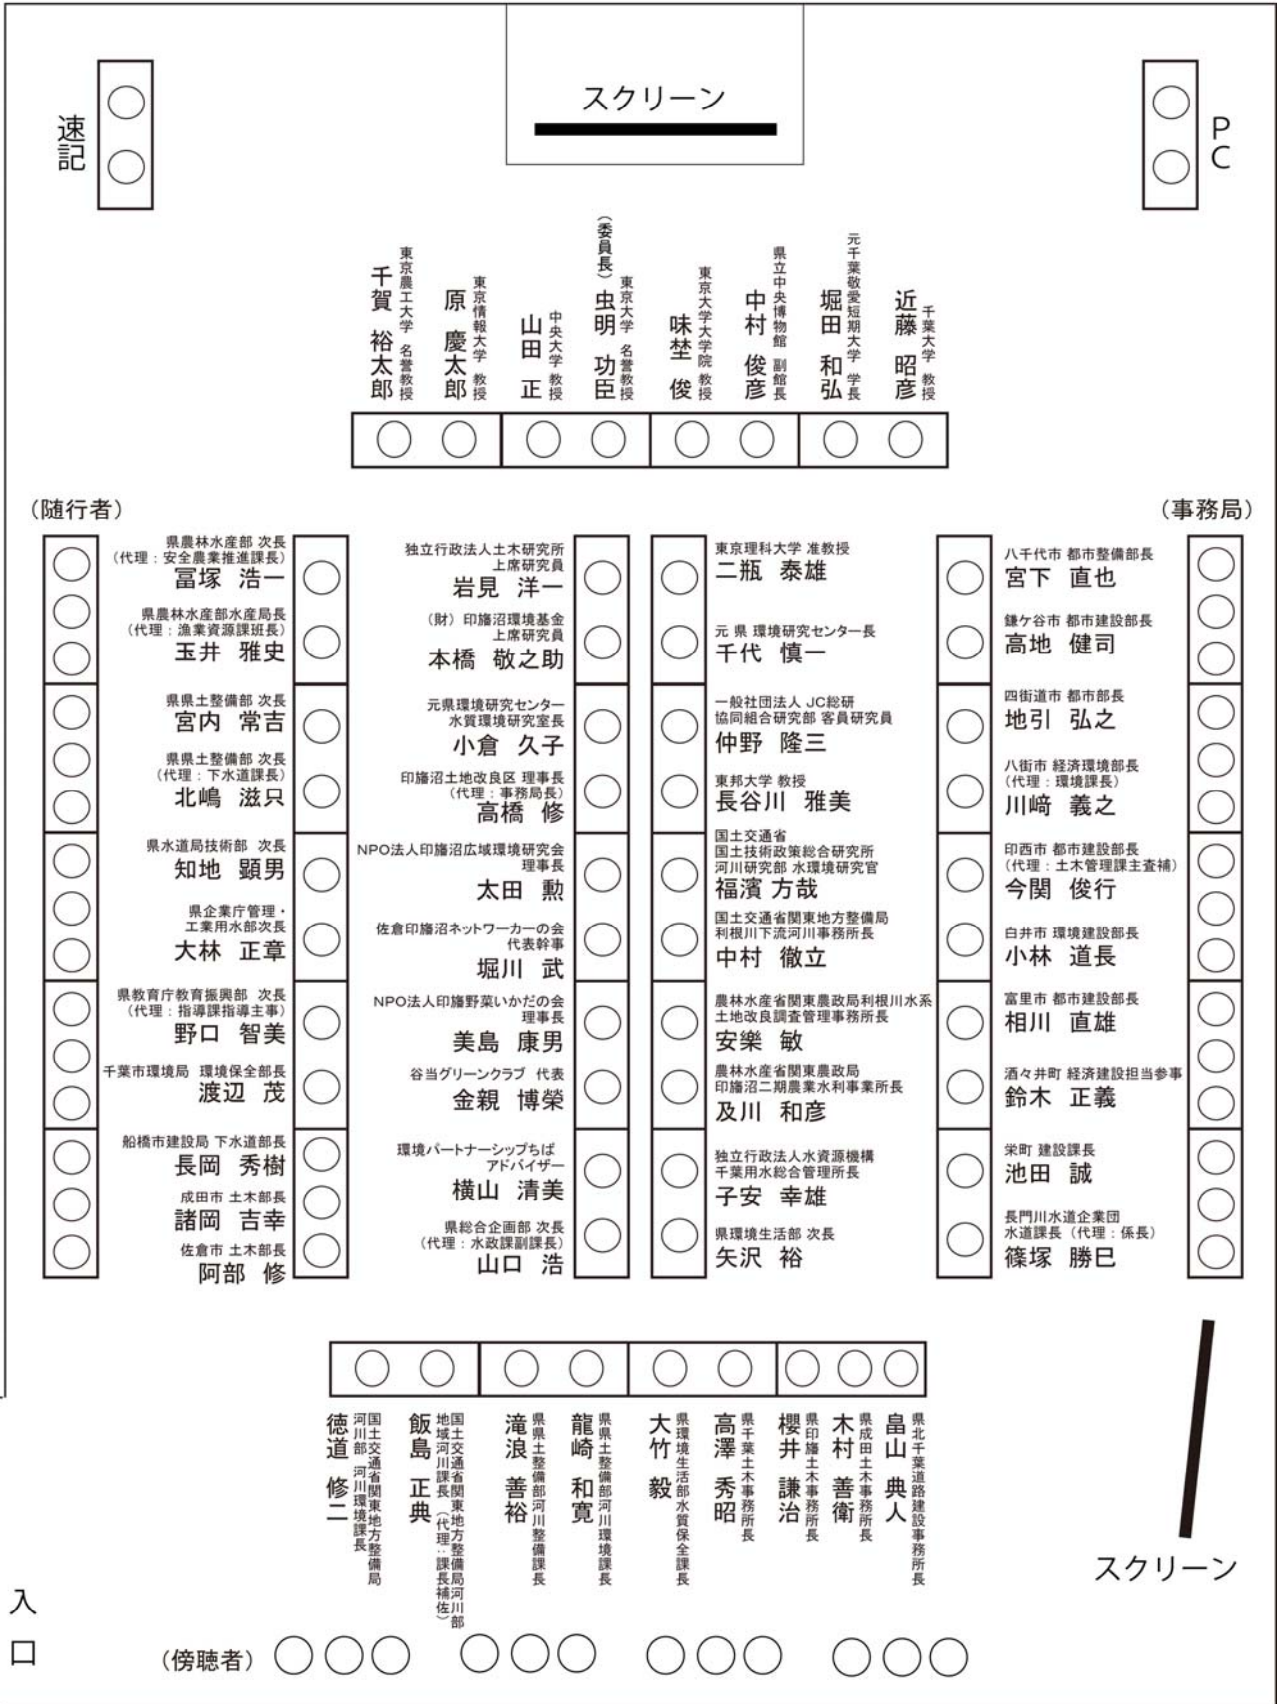 スクリーン
速記
PC
東京農工大学 名誉教授
千賀 裕太郎
東京情報大学 教授
原 慶太郎
中央大学 教授
山田 正
東京大学 名誉教授
(委員長) 虫明 功臣
東京大学大学院 教授
味埜 俊
県立中央博物館 副館長
中村 俊彦
元千葉敬愛短期大学 学長
堀田 和弘
千葉大学 教授
近藤 昭彦
(随行者)
(事務局)
県農林水産部 次長
(代理:安全農業推進課長)
冨塚 浩一
県農林水産部水産局長
(代理:漁業資源課班長)
玉井 雅史
県県土整備部 次長
宮内 常吉
県県土整備部 次長
(代理:下水道課長)
北嶋 滋只
県水道局技術部 次長
知地 顕男
県企業庁管理・
工業用水部次長
大林 正章
県教育庁教育振興部 次長
(代理:指導課指導主事)
野口 智美
千葉市環境局 環境保全部長
渡辺 茂
船橋市建設局 下水道部長
長岡 秀樹
成田市 土木部長
諸岡 吉幸
佐倉市 土木部長
阿部 修
独立行政法人土木研究所
上席研究員
岩見 洋一
(財)印旛沼環境基金
上席研究員
本橋 敬之助
元県環境研究センター
水質環境研究室長
小倉 久子
印旛沼土地改良区 理事長
(代理:事務局長)
高橋 修
NPO法人印旛沼広域環境研究会
理事長
太田 勲
佐倉印旛沼ネットワーカーの会
代表幹事
堀川 武
NPO法人印旛野菜いかだの会
理事長
美島 康男
谷当グリーンクラブ 代表
金親 博榮
環境パートナーシップちば
アドバイザー
横山 清美
県総合企画部 次長
(代理:水政課副課長)
山口 浩
東京理科大学 准教授
二瓶 泰雄
元 県 環境研究センター長
千代 慎一
一般社団法人 JC総研
協同組合研究部 客員研究員
仲野 隆三
東邦大学 教授
長谷川 雅美
国土交通省
国土技術政策総合研究所
河川研究部 水環境研究官
福濱 方哉
国土交通省関東地方整備局
利根川下流河川事務所長
中村 徹立
農林水産省関東農政局利根川水系
土地改良調査管理事務所長
安樂 敏
農林水産省関東農政局
印旛沼二期農業水利事業所長
及川 和彦
独立行政法人水資源機構
千葉用水総合管理所長
子安 幸雄
県環境生活部 次長
矢沢 裕
八千代市 都市整備部長
宮下 直也
鎌ケ谷市 都市建設部長
高地 健司
四街道市 都市部長
地引 弘之
八街市 経済環境部長
(代理:環境課長)
川﨑 義之
印西市 都市建設部長
(代理:土木管理課主査補)
今関 俊行
白井市 環境建設部長
小林 道長
富里市 都市建設部長
相川 直雄
酒々井町 経済建設担当参事
鈴木 正義
栄町 建設課長
池田 誠
長門川水道企業団
水道課長(代理:係長)
篠塚 勝巳
国土交通省関東地方整備局
河川部 河川環境課長
徳道 修二
国土交通省関東地方整備局河川部
地域河川課長 (代理:課長補佐)
飯島 正典
県県土整備部河川整備課長
滝浪 善裕
県県土整備部河川環境課長
龍崎 和寛
県環境生活部水質保全課長
大竹 毅
県千葉土木事務所長
高澤 秀昭
県印旛土木事務所長
櫻井 謙治
県成田土木事務所長
木村 善衛
県北千葉道路建設事務所長
畠山 典人
スクリーン
入口
(傍聴者)